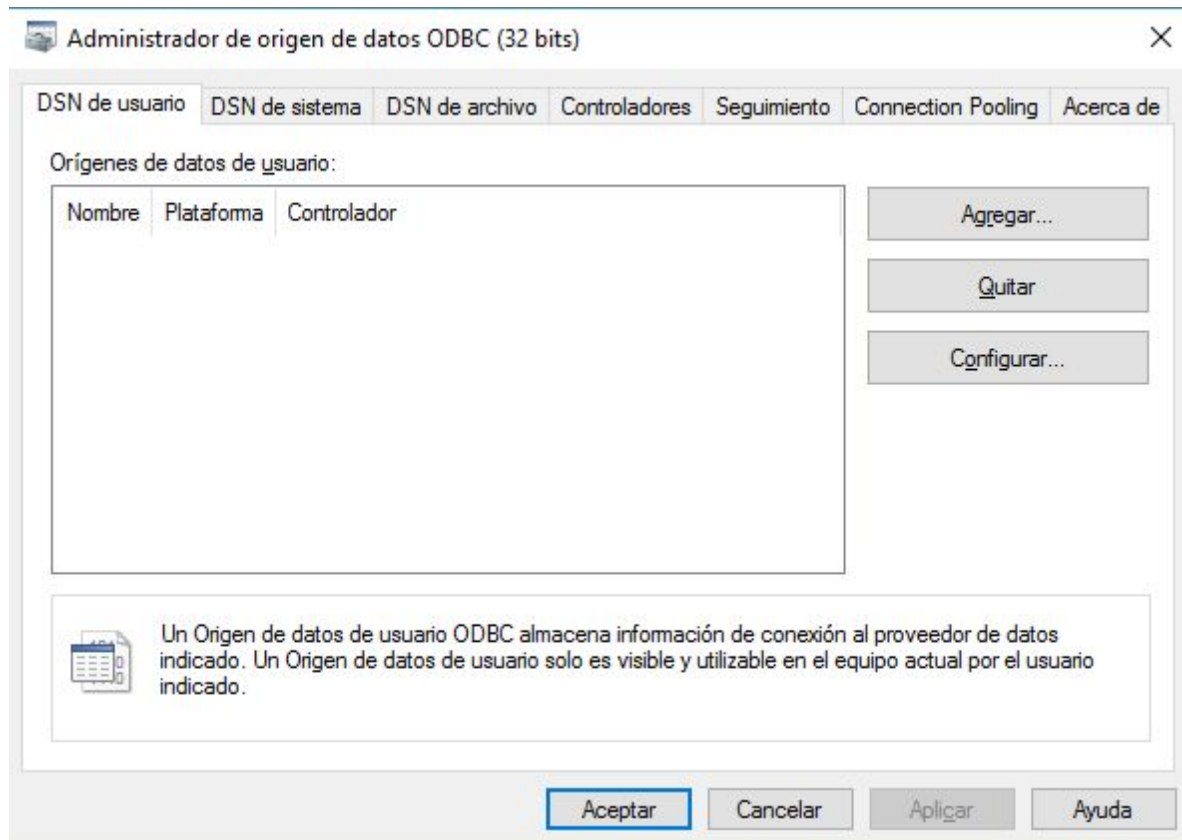 Administrador de origen de datos ODBC (32 bits)
DSN de usuario DSN de sistema DSN de archivo Controladores Seguimiento Connection Pooling Acerca de
Orígenes de datos de usuario:
Nombre Plataforma Controlador
Agregar...
Quitar
Configurar...
Un Origen de datos de usuario ODBC almacena información de conexión al proveedor de datos
indicado. Un Origen de datos de usuario solo es visible y utilizable en el equipo actual por el usuario
indicado.
Aceptar Cancelar Aplicar Ayuda